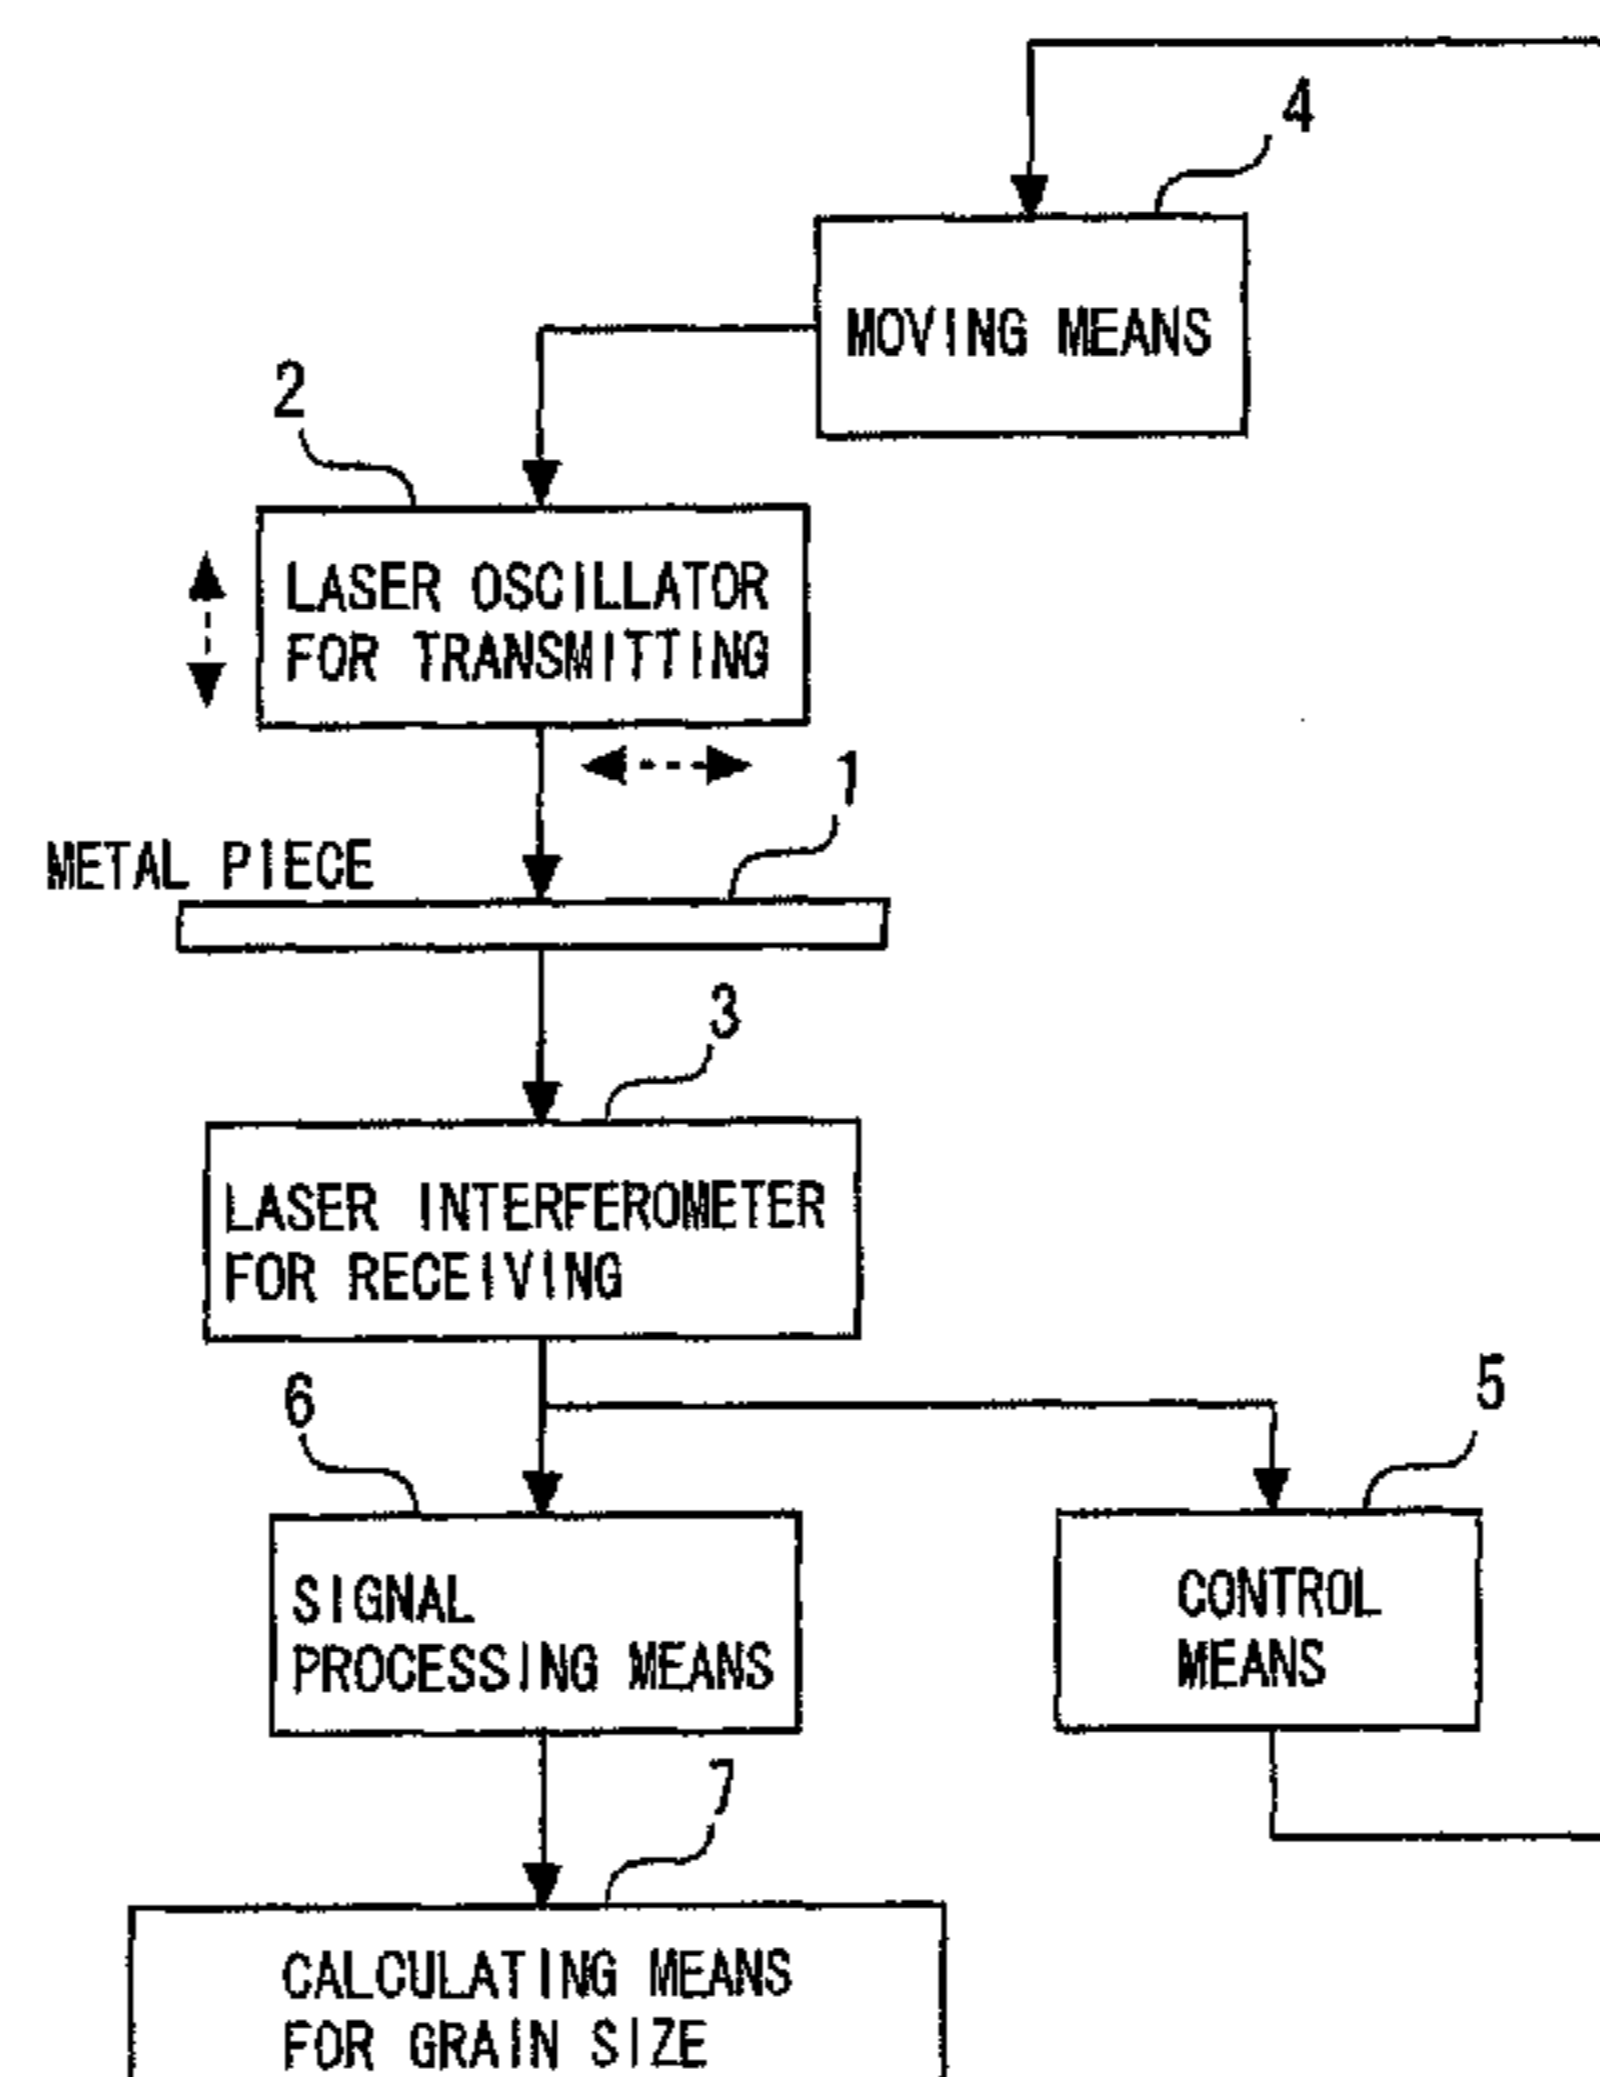 4
MOVING MEANS
2
LASER OSCILLATOR
FOR TRANSMITTING
1
METAL PIECE
3
LASER INTERFEROMETER
FOR RECEIVING
6
5
SIGNAL
PROCESSING MEANS
CONTROL
MEANS
7
CALCULATING MEANS
FOR GRAIN SIZE